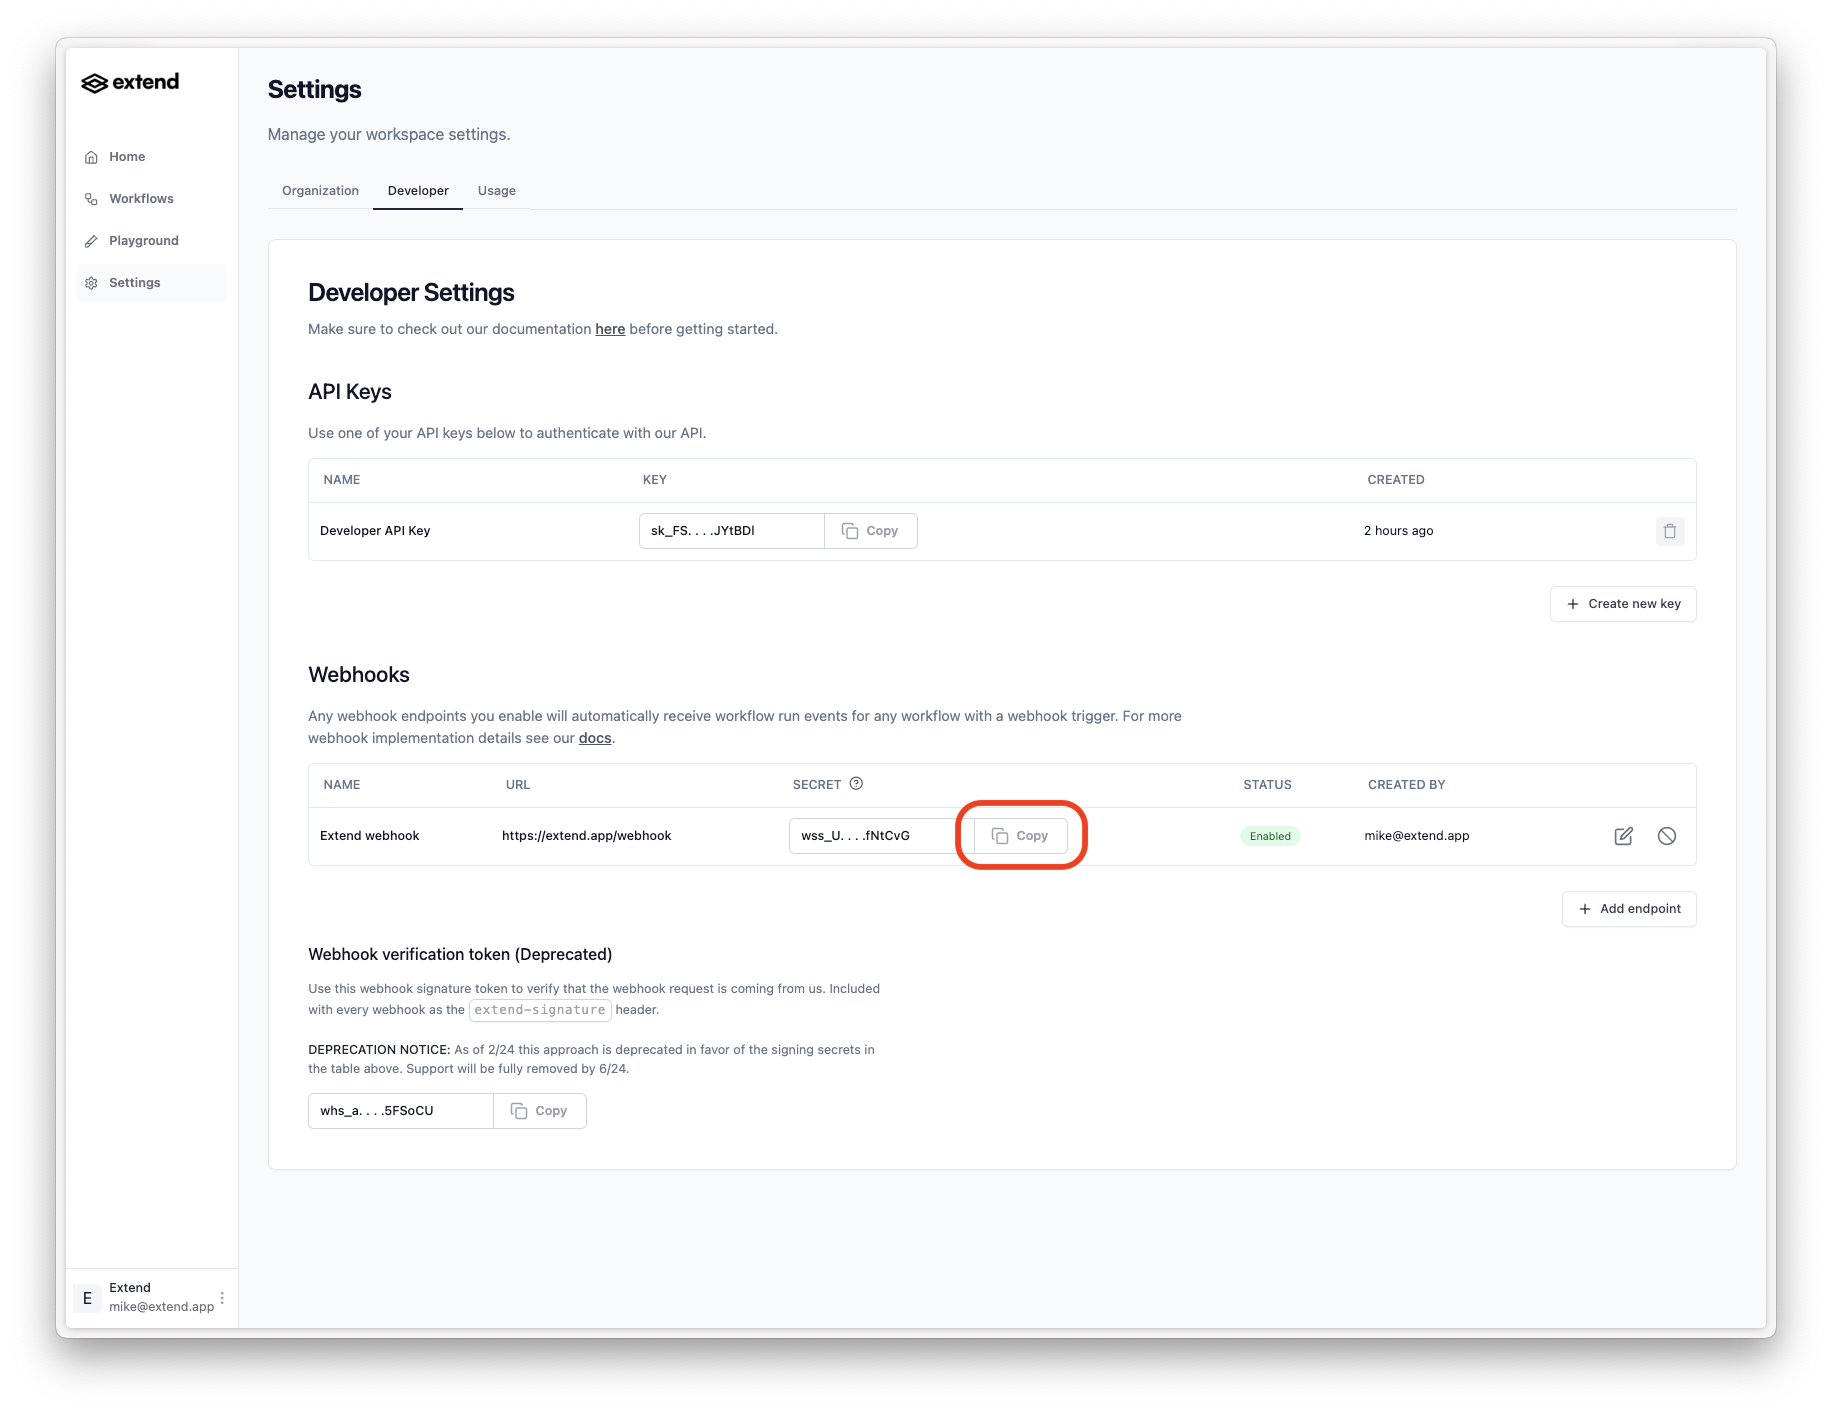 extend
Home
Workflows
Playground
Settings
Settings
Manage your workspace settings.
Organization Developer Usage
Developer Settings
Make sure to check out our documentation here before getting started.
API Keys
Use one of your API keys below to authenticate with our API.
NAME KEY CREATED
Developer API Key sk_FS. . . .JYtBDI Copy 2 hours ago
Create new key
Webhooks
Any webhook endpoints you enable will automatically receive workflow run events for any workflow with a webhook trigger. For more
webhook implementation details see our docs.
NAME URL SECRET ? STATUS CREATED BY
Extend webhook https://extend.app/webhook wss_U. . . .fNtCvG Copy Enabled mike@extend.app
Add endpoint
Webhook verification token (Deprecated)
Use this webhook signature token to verify that the webhook request is coming from us. Included
with every webhook as the extend-signature header.
DEPRECATION NOTICE: As of 2/24 this approach is deprecated in favor of the signing secrets in
the table above. Support will be fully removed by 6/24.
whs_a. . . .5FSoCU Copy
E Extend
mike@extend.app